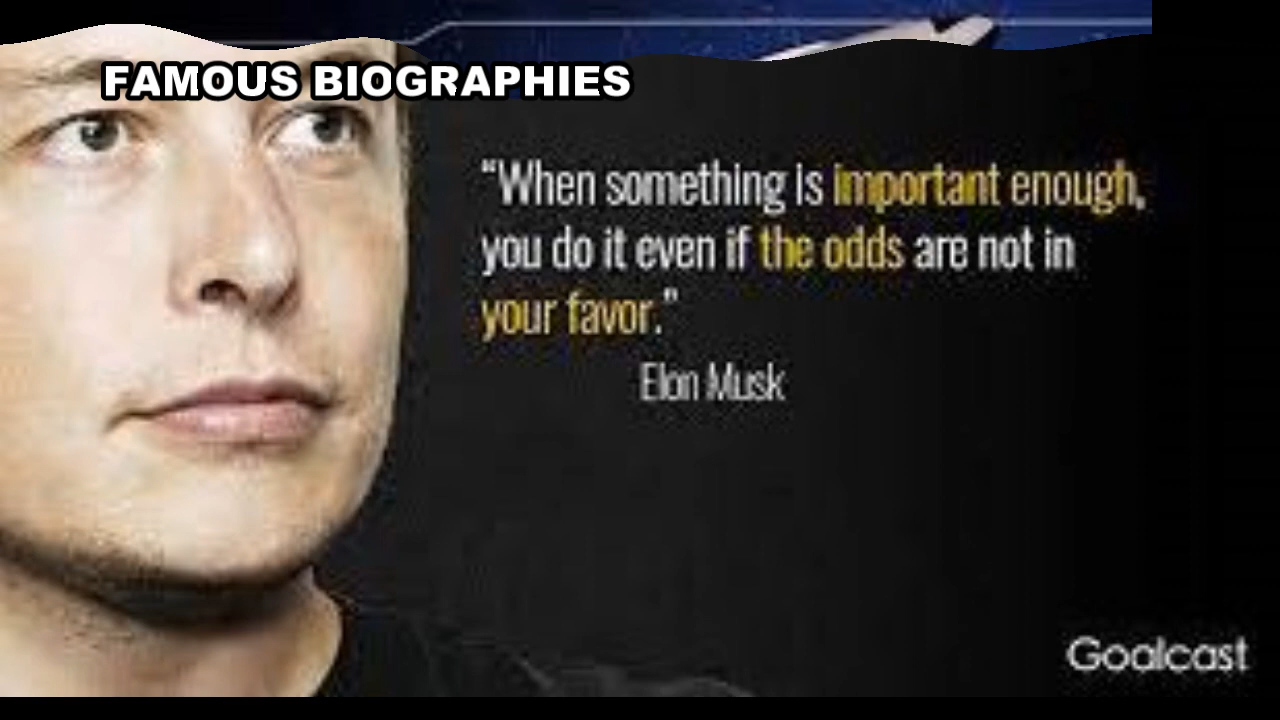 FAMOUS BIOGRAPHIES
“When something is important enough,
you do it even if the odds are not in
your favor.”
Elon Musk
Goalcast